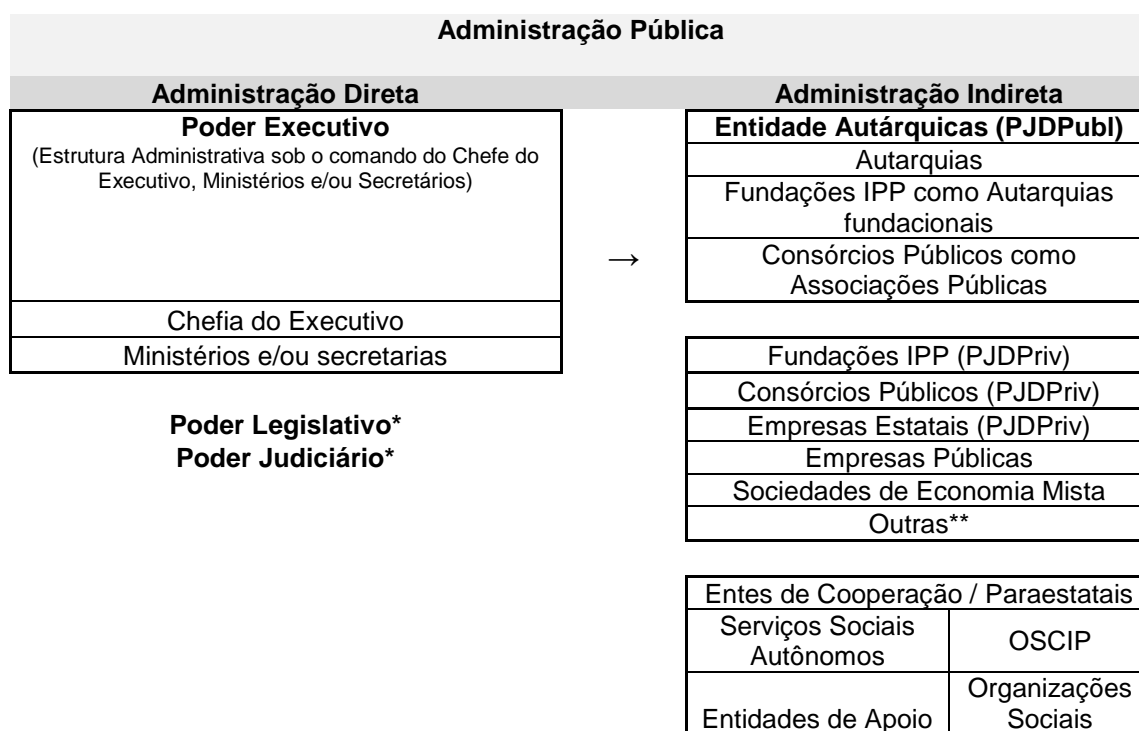 Administração Pública
Administração Direta
Poder Executivo
(Estrutura Administrativa sob o comando do Chefe do
Executivo, Ministérios e/ou Secretários)
Chefia do Executivo
Ministérios e/ou secretarias
Poder Legislativo*
Poder Judiciário*
→
Administração Indireta
Entidade Autárquicas (PJDPubl)
Autarquias
Fundações IPP como Autarquias
fundacionais
Consórcios Públicos como
Associações Públicas
Fundações IPP (PJDPriv)
Consórcios Públicos (PJDPriv)
Empresas Estatais (PJDPriv)
Empresas Públicas
Sociedades de Economia Mista
Outras**
Entes de Cooperação / Paraestatais
Serviços Sociais
Autônomos
OSCIP
Entidades de Apoio
Organizações
Sociais